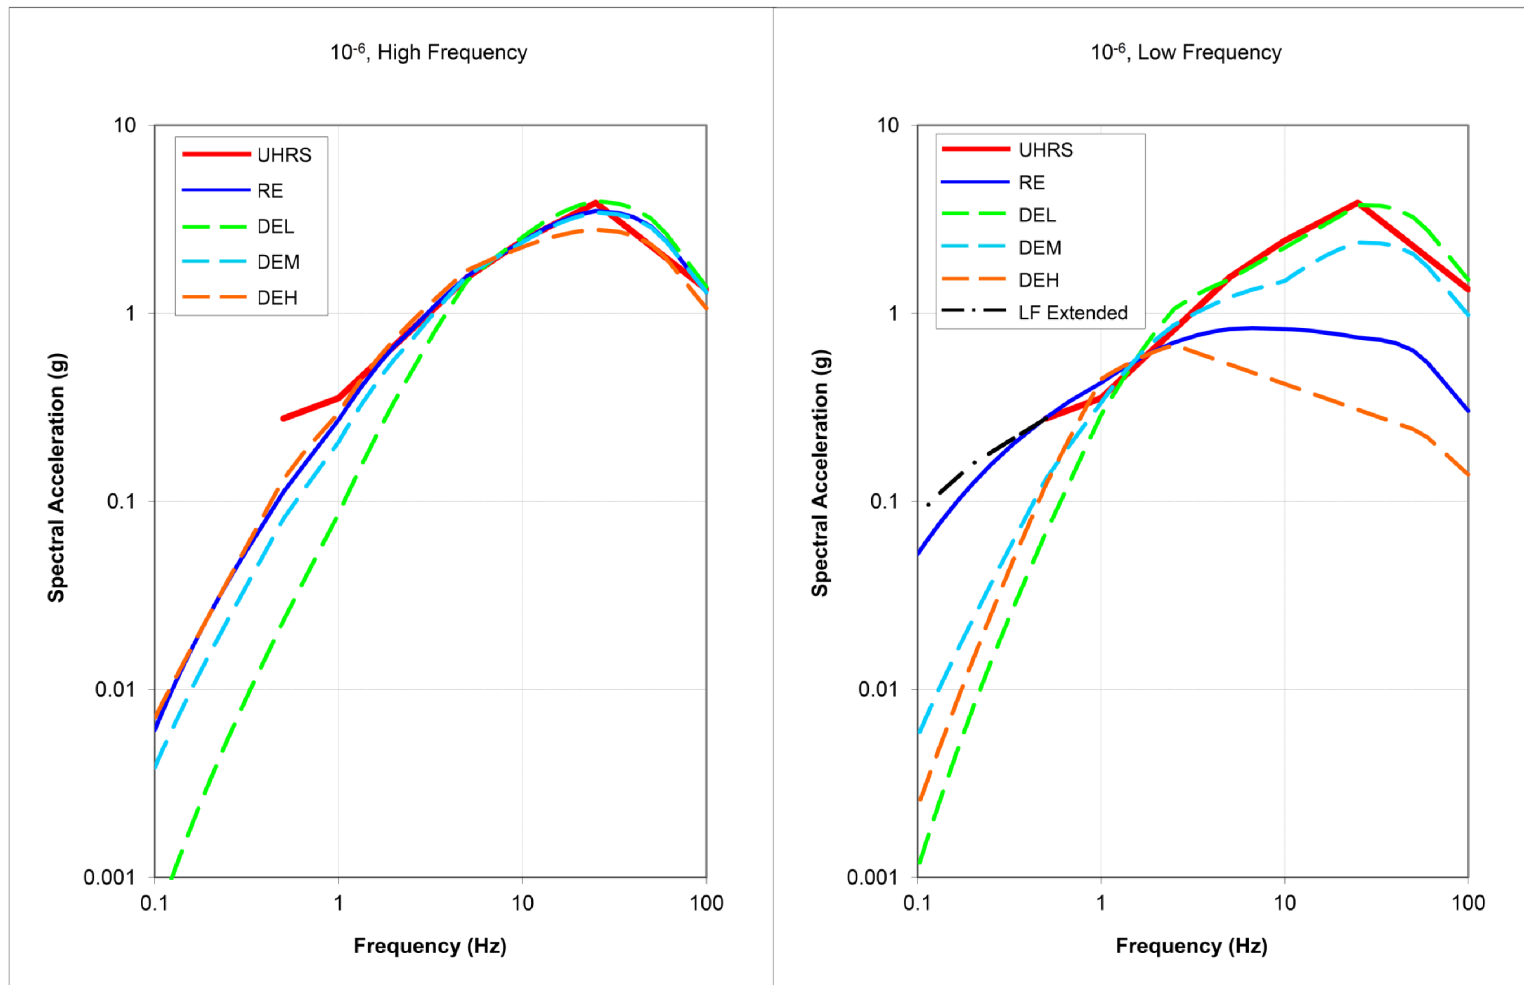 10-6, High Frequency
10
1
0.1
0.01
0.001
0.1
1
10
100
Spectral Acceleration (g)
Frequency (Hz)
UHRS
RE
DEL
DEM
DEH
10-6, Low Frequency
10
1
0.1
0.01
0.001
0.1
1
10
100
Spectral Acceleration (g)
Frequency (Hz)
UHRS
RE
DEL
DEM
DEH
LF Extended